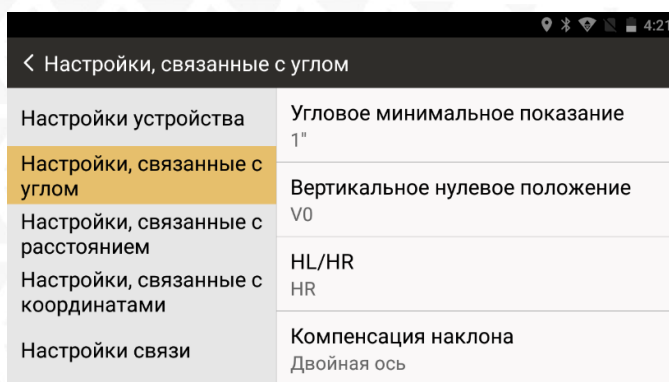 4:21
Настройки, связанные с углом
Настройки устройства
Настройки, связанные с
углом
Настройки, связанные с
расстоянием
Настройки, связанные с
координатами
Настройки связи
Угловое минимальное показание
1"
Вертикальное нулевое положение
V0
HL/HR
HR
Компенсация наклона
Двойная ось